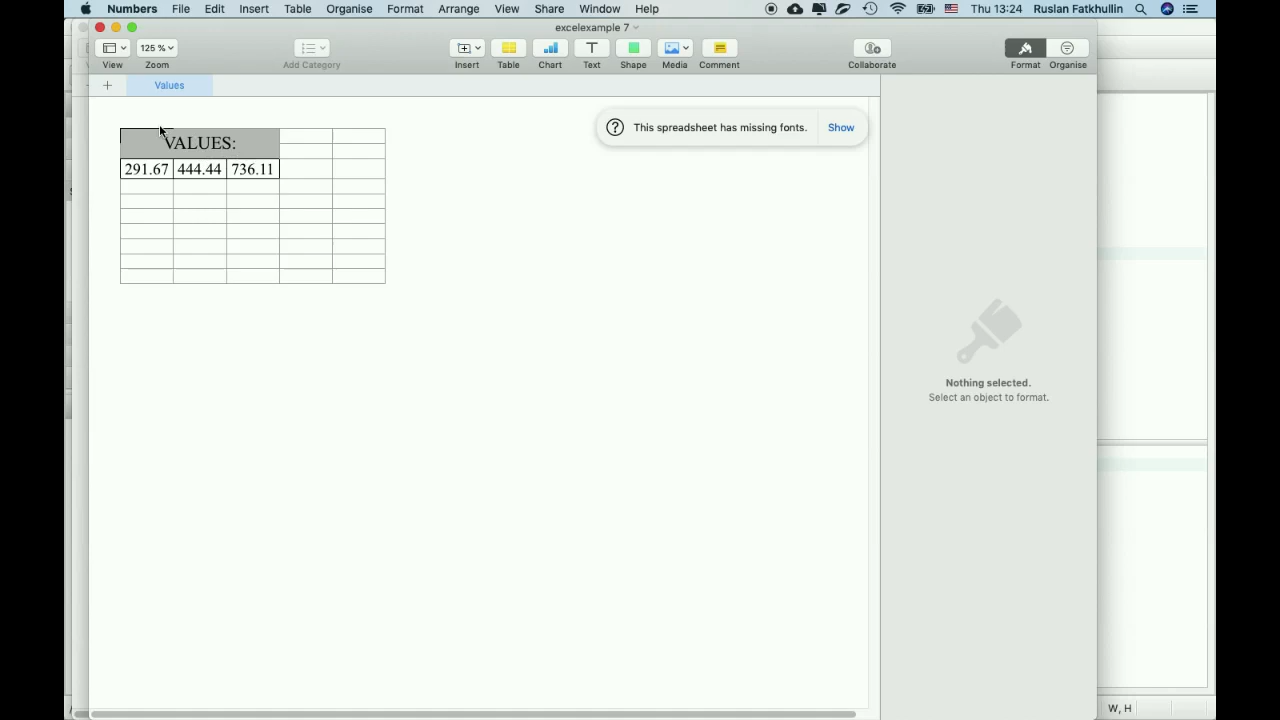 Numbers File Edit Insert Table Organise Format Arrange View Share Window Help Thu 13:24 Ruslan Fatkhullin
excelexample 7
125 %
View Zoom Add Category Insert Table Chart Text Shape Media Comment Collaborate Format Organise
Values
This spreadsheet has missing fonts. Show
VALUES:
291.67 444.44 736.11
Nothing selected.
Select an object to format.
W, H